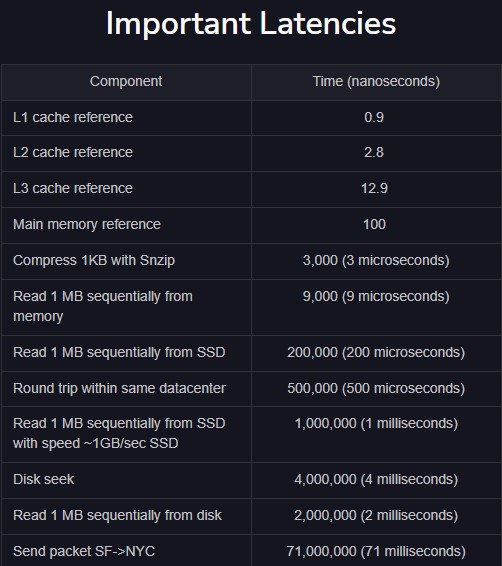 Important Latencies
Component Time (nanoseconds)
L1 cache reference 0.9
L2 cache reference 2.8
L3 cache reference 12.9
Main memory reference 100
Compress 1KB with Snzip 3,000 (3 microseconds)
Read 1 MB sequentially from 9,000 (9 microseconds)
memory
Read 1 MB sequentially from SSD 200,000 (200 microseconds)
Round trip within same datacenter 500,000 (500 microseconds)
Read 1 MB sequentially from SSD 1,000,000 (1 milliseconds)
with speed ~1GB/sec SSD
Disk seek 4,000,000 (4 milliseconds)
Read 1 MB sequentially from disk 2,000,000 (2 milliseconds)
Send packet SF->NYC 71,000,000 (71 milliseconds)